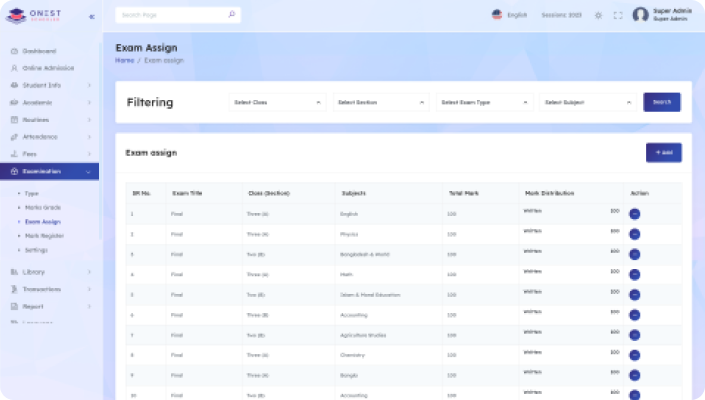 ONEST
SCHOOLED
Search Page
English
Sessions: 2023
Super Admin
Super Admin
Dashboard
Online Admission
Student Info
Academic
Routines
Attendance
Fees
Examination
Type
Marks Grade
Exam Assign
Mark Register
Settings
Library
Transactions
Report
Language
Exam Assign
Home / Exam assign
Filtering
Select Class
Select Section
Select Exam Type
Select Subject
Search
Exam assign
+ Add
SR No. Exam Title Class (Section) Subjects Total Mark Mark Distribution Action
1 Final Three (A) English 100 Written 100
2 Final Three (A) Physics 100 Written 100
3 Final Two (B) Bangladesh & World 100 Written 100
4 Final Three (A) Math 100 Written 100
5 Final Two (B) Islam & Moral Education 100 Written 100
6 Final Three (B) Accounting 100 Written 100
7 Final Two (B) Agriculture Studies 100 Written 100
8 Final Three (A) Chemistry 100 Written 100
9 Final Three (A) Bangla 100 Written 100
10 Final Two (B) Accounting 100 Written 100